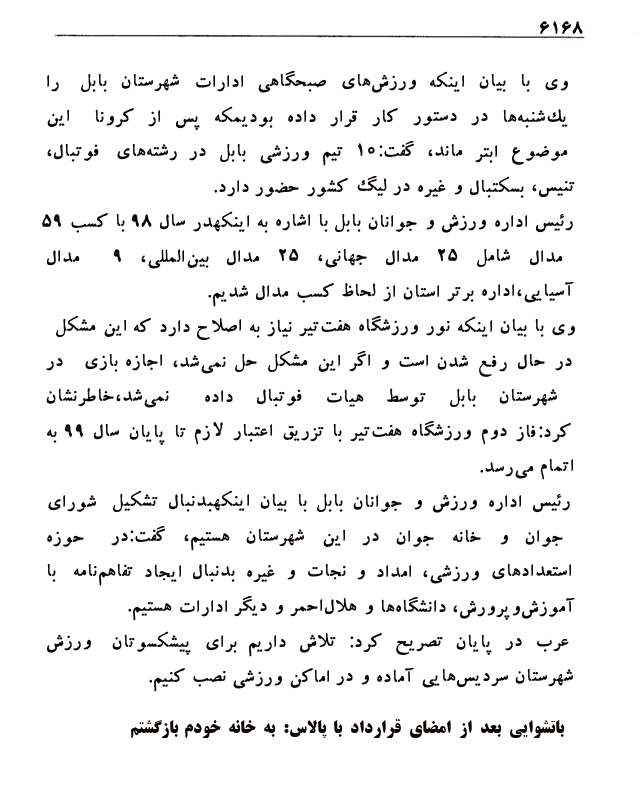 ۶۱۶۸
وی با بیان اینکه ورزش‌های صبحگاهی ادارات شهرستان بابل را
یک‌شنبه‌ها در دستور کار قرار داده بودیمکه پس از کرونا این
موضوع ابتر ماند، گفت:۱۰ تیم ورزشی بابل در رشته‌های فوتبال،
تنیس، بسکتبال و غیره در لیگ کشور حضور دارد.
رئیس اداره ورزش و جوانان بابل با اشاره به اینکهدر سال ۹۸ با کسب ۵۹
مدال شامل ۲۵ مدال جهانی، ۲۵ مدال بین‌المللی، ۹ مدال
آسیایی،اداره برتر استان از لحاظ کسب مدال شدیم.
وی با بیان اینکه نور ورزشگاه هفت‌تیر نیاز به اصلاح دارد که این مشکل
در حال رفع شدن است و اگر این مشکل حل نمی‌شد، اجازه بازی در
شهرستان بابل توسط هیات فوتبال داده نمی‌شد،خاطرنشان
کرد:فاز دوم ورزشگاه هفت‌تیر با تزریق اعتبار لازم تا پایان سال ۹۹ به
اتمام می‌رسد.
رئیس اداره ورزش و جوانان بابل با بیان اینکهبدنبال تشکیل شورای
جوان و خانه جوان در این شهرستان هستیم، گفت:در حوزه
استعدادهای ورزشی، امداد و نجات و غیره بدنبال ایجاد تفاهم‌نامه با
آموزش‌وپرورش، دانشگاه‌ها و هلال‌احمر و دیگر ادارات هستیم.
عرب در پایان تصریح کرد: تلاش داریم برای پیشکسوتان ورزش
شهرستان سردیس‌هایی آماده و در اماکن ورزشی نصب کنیم.
باتشوایی بعد از امضای قرارداد با پالاس: به خانه خودم بازگشتم